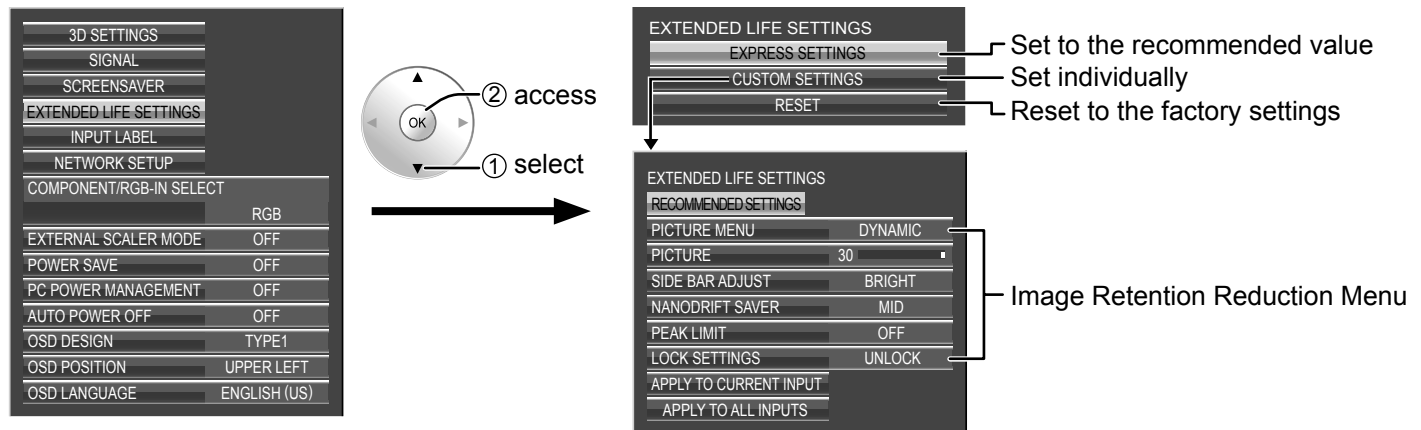 3D SETTINGS
SIGNAL
SCREENSAVER
EXTENDED LIFE SETTINGS
INPUT LABEL
NETWORK SETUP
COMPONENT/RGB-IN SELECT
RGB
EXTERNAL SCALER MODE OFF
POWER SAVE OFF
PC POWER MANAGEMENT OFF
AUTO POWER OFF OFF
OSD DESIGN TYPE1
OSD POSITION UPPER LEFT
OSD LANGUAGE ENGLISH (US)
OK
② access
① select
EXTENDED LIFE SETTINGS
EXPRESS SETTINGS
CUSTOM SETTINGS
RESET
Set to the recommended value
Set individually
Reset to the factory settings
EXTENDED LIFE SETTINGS
RECOMMENDED SETTINGS
PICTURE MENU DYNAMIC
PICTURE 30
SIDE BAR ADJUST BRIGHT
NANODRIFT SAVER MID
PEAK LIMIT OFF
LOCK SETTINGS UNLOCK
APPLY TO CURRENT INPUT
APPLY TO ALL INPUTS
Image Retention Reduction Menu